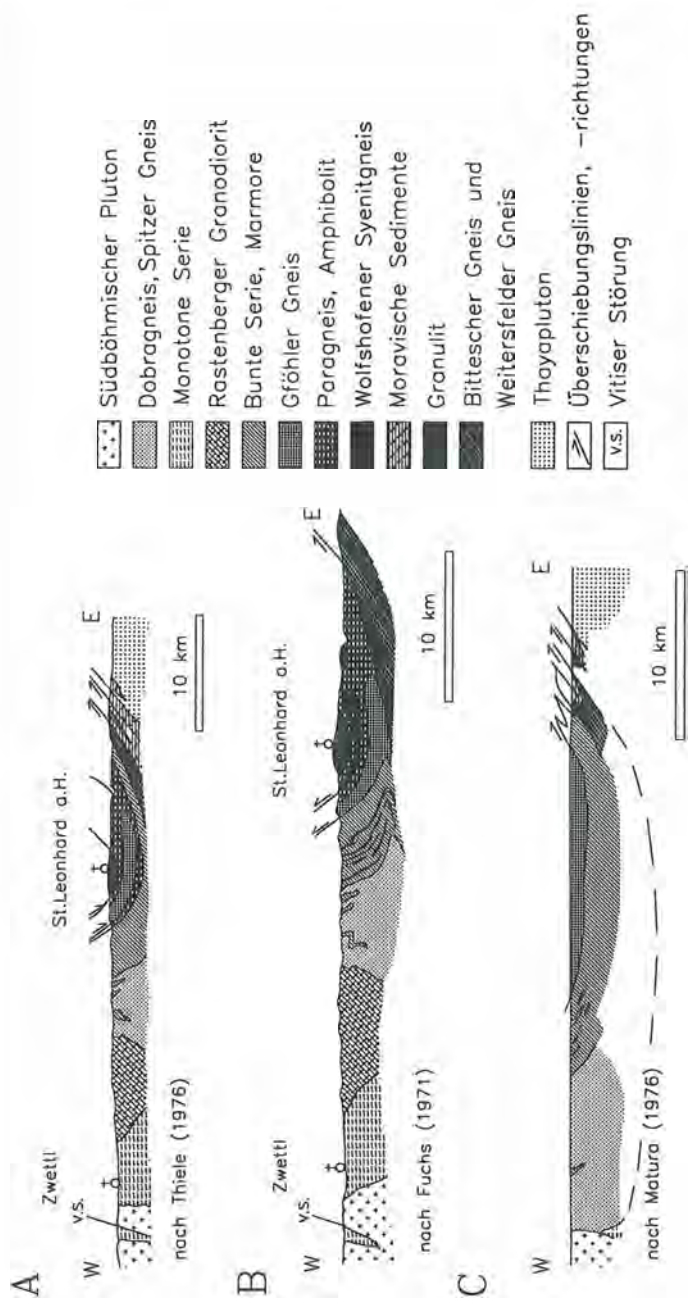 A
W
Zwettl
v.s.
St.Leonhard a.H.
E
10 km
nach Thiele (1976)
B
W
Zwettl
St.Leonhard a.H.
E
10 km
nach Fuchs (1971)
C
W
E
10 km
nach Matura (1976)
Südböhmischer Pluton
Dobragneis, Spitzer Gneis
Monotone Serie
Rastenberger Granodiorit
Bunte Serie, Marmore
Gföhler Gneis
Paragneis, Amphibolit
Wolfshofener Syenitgneis
Moravische Sedimente
Granulit
Bittescher Gneis und
Weitersfelder Gneis
Thayapluton
Überschiebungslinien, -richtungen
v.s. Vitiser Störung